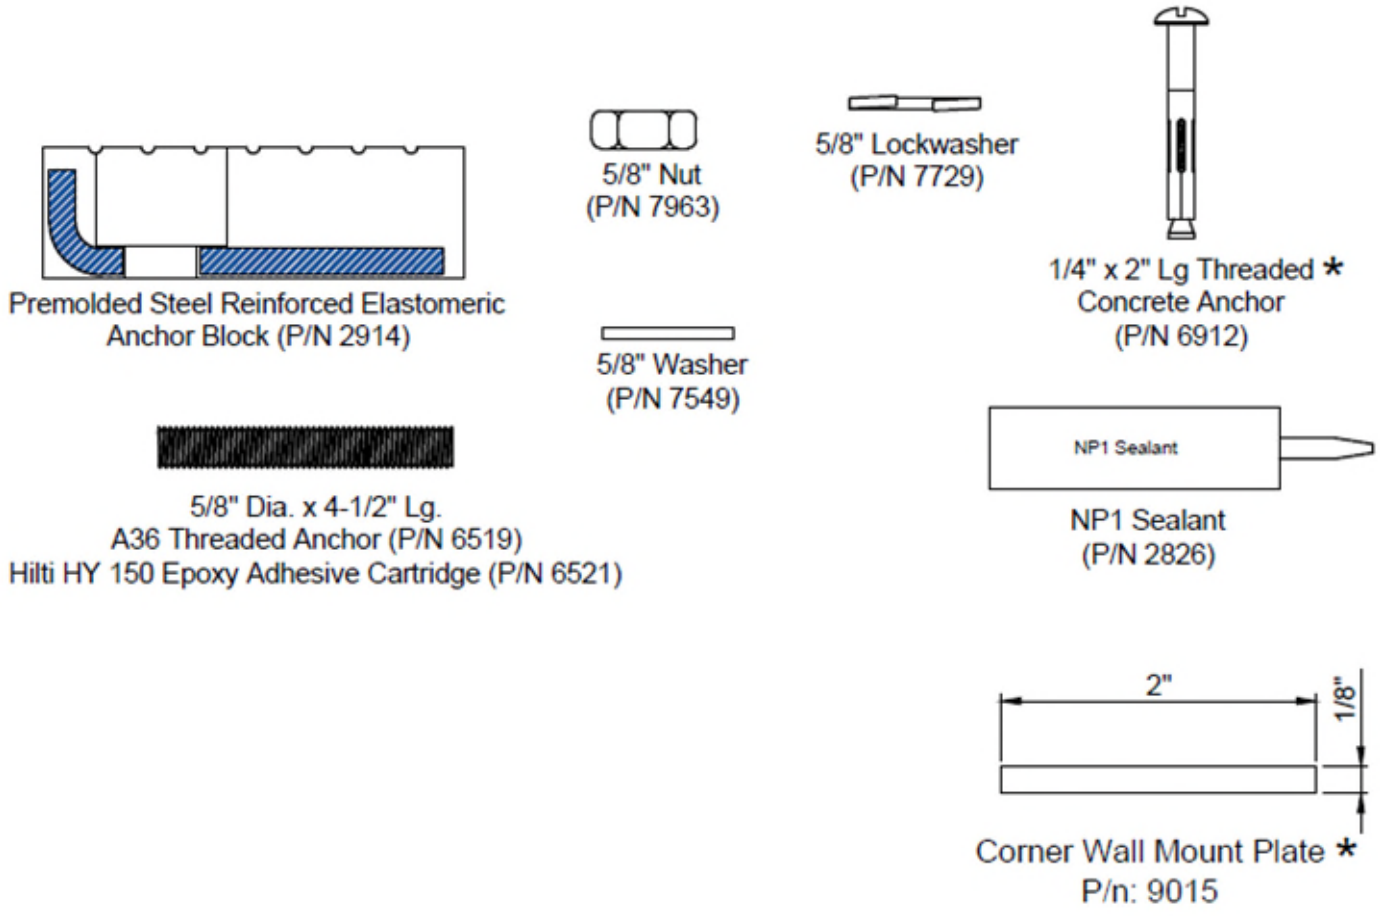 5/8" Nut
(P/N 7963)
5/8" Lockwasher
(P/N 7729)
1/4" x 2" Lg Threaded *
Concrete Anchor
(P/N 6912)
Premolded Steel Reinforced Elastomeric
Anchor Block (P/N 2914)
5/8" Washer
(P/N 7549)
5/8" Dia. x 4-1/2" Lg.
A36 Threaded Anchor (P/N 6519)
Hilti HY 150 Epoxy Adhesive Cartridge (P/N 6521)
NP1 Sealant
NP1 Sealant
(P/N 2826)
2"
1/8"
Corner Wall Mount Plate *
P/n: 9015